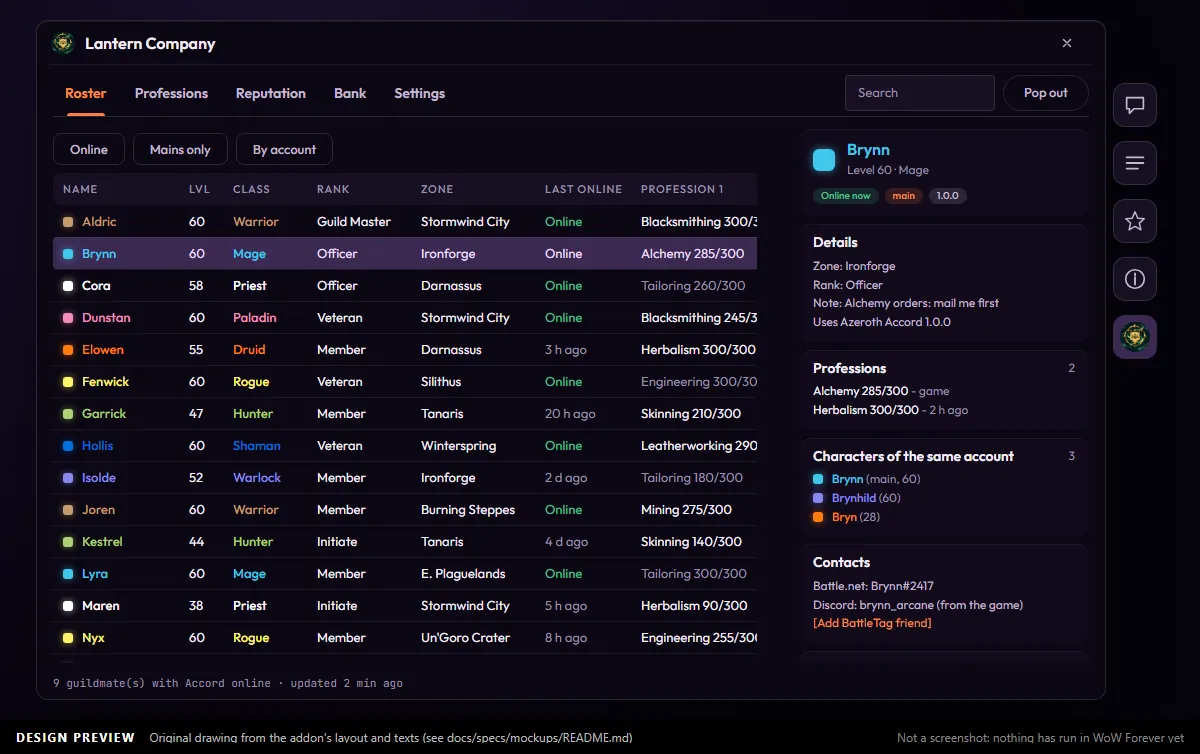 Lantern Company
Roster Professions Reputation Bank Settings Search Pop out
Online Mains only By account
NAME LVL CLASS RANK ZONE LAST ONLINE PROFESSION 1
Aldric 60 Warrior Guild Master Stormwind City Online Blacksmithing 300/3
Brynn 60 Mage Officer Ironforge Online Alchemy 285/300
Cora 58 Priest Officer Darnassus Online Tailoring 260/300
Dunstan 60 Paladin Veteran Stormwind City Online Blacksmithing 245/3
Elowen 55 Druid Member Darnassus 3 h ago Herbalism 300/300
Fenwick 60 Rogue Veteran Silithus Online Engineering 300/30
Garrick 47 Hunter Member Tanaris 20 h ago Skinning 210/300
Hollis 60 Shaman Veteran Winterspring Online Leatherworking 290
Isolde 52 Warlock Member Ironforge 2 d ago Tailoring 180/300
Joren 60 Warrior Member Burning Steppes Online Mining 275/300
Kestrel 44 Hunter Initiate Tanaris 4 d ago Skinning 140/300
Lyra 60 Mage Member E. Plaguelands Online Tailoring 300/300
Maren 38 Priest Initiate Stormwind City 5 h ago Herbalism 90/300
Nyx 60 Rogue Member Un'Goro Crater 8 h ago Engineering 255/300
9 guildmate(s) with Accord online · updated 2 min ago
Brynn
Level 60 · Mage
Online now main 1.0.0
Details
Zone: Ironforge
Rank: Officer
Note: Alchemy orders: mail me first
Uses Azeroth Accord 1.0.0
Professions 2
Alchemy 285/300 - game
Herbalism 300/300 - 2 h ago
Characters of the same account 3
Brynn (main, 60)
Brynhild (60)
Bryn (28)
Contacts
Battle.net: Brynn#2417
Discord: brynn_arcane (from the game)
[Add BattleTag friend]
DESIGN PREVIEW Original drawing from the addon's layout and texts (see docs/specs/mockups/README.md) Not a screenshot: nothing has run in WoW Forever yet